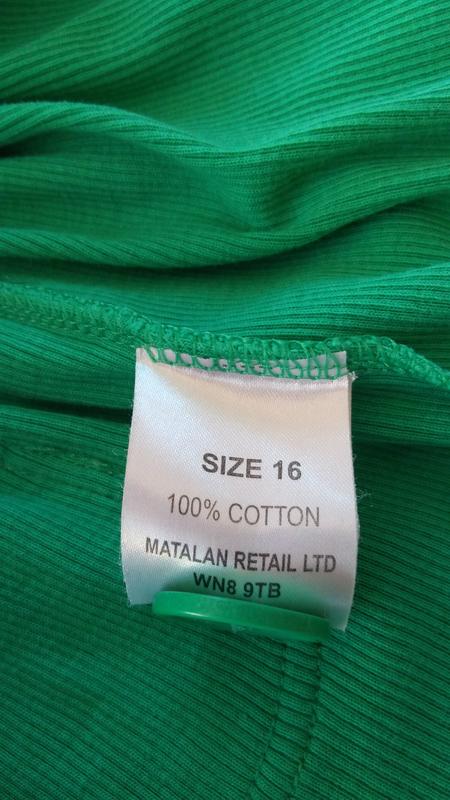 SIZE 16
100% COTTON
MATALAN RETAIL LTD
WN8 9TB